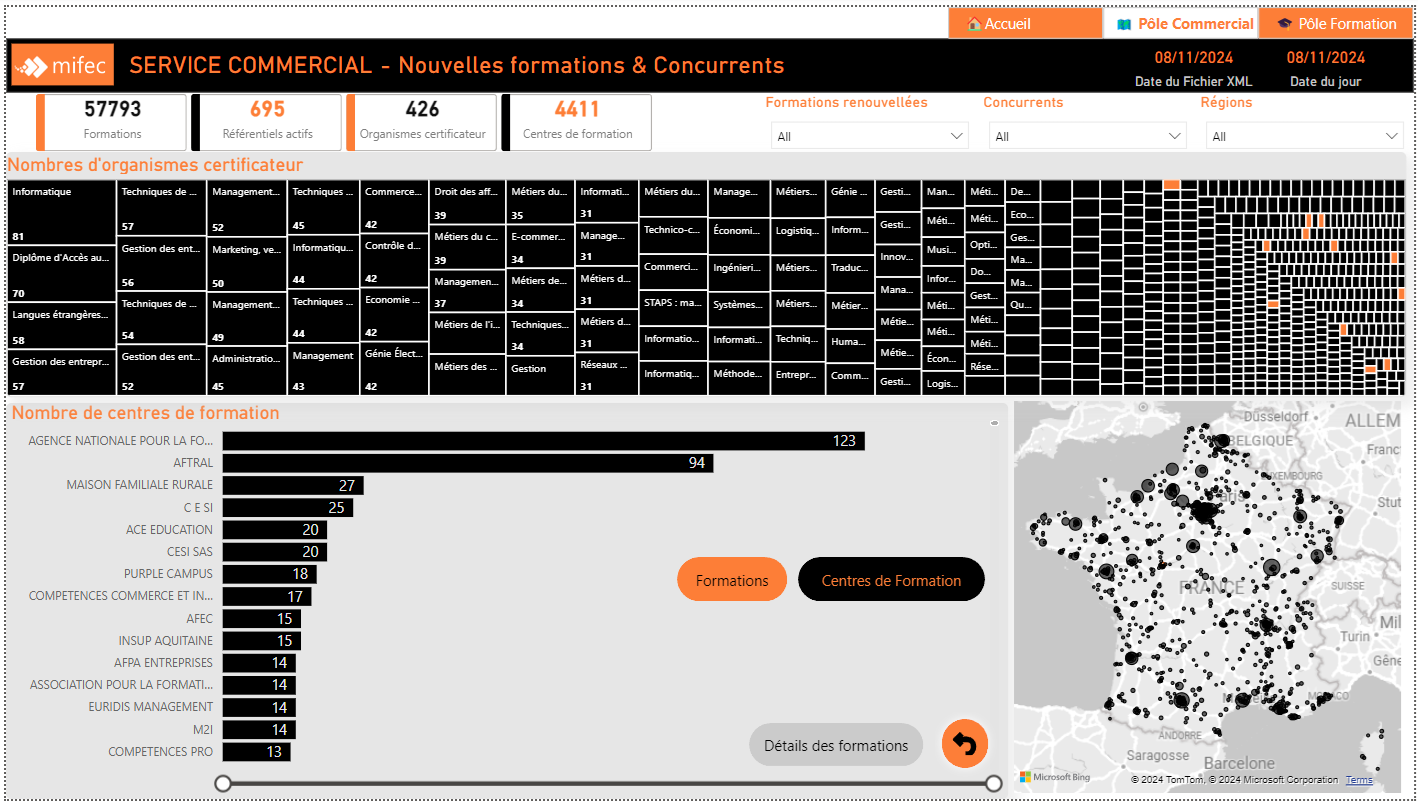 Accueil
Pôle Commercial
Pôle Formation
mifec
SERVICE COMMERCIAL - Nouvelles formations & Concurrents
08/11/2024
Date du Fichier XML
08/11/2024
Date du jour
57793
Formations
695
Référentiels actifs
426
Organismes certificateur
4411
Centres de formation
Formations renouvellées
All
Concurrents
All
Régions
All
Nombres d'organismes certificateur
Informatique
81
Diplôme d'Accès au...
70
Langues étrangères...
58
Gestion des entrepr...
57
Techniques de ...
57
Gestion des ent...
56
Techniques de ...
54
Gestion des ent...
52
Management...
52
Marketing, ve...
50
Management...
49
Administratio...
45
Techniques ...
45
Informatiqu...
44
Techniques ...
44
Management
43
Commerce...
42
Contrôle d...
42
Economie ...
42
Génie Élect...
42
Droit des aff...
39
Métiers du c...
39
Managemen...
37
Métiers de l'i...
Métiers des ...
Métiers du...
35
E-commer...
34
Métiers de...
34
Techniques...
34
Gestion
Informati...
31
Manage...
31
Métiers d...
31
Métiers d...
31
Réseaux ...
31
Métiers du...
Technico-c...
Commerci...
STAPS : ma...
Informatio...
Informatiq...
Manage...
Économi...
Ingénieri...
Systèmes...
Informati...
Méthode...
Métiers...
Logistiq...
Métiers...
Métiers...
Techniq...
Entrepr...
Génie ...
Inform...
Traduc...
Métier...
Huma...
Comm...
Gesti...
Gesti...
Innov...
Mana...
Métie...
Métie...
Gesti...
Man...
Méti...
Musi...
Infor...
Méti...
Méti...
Écon...
Logis...
Méti...
Méti...
Opti...
Do...
Gest...
Méti...
Méti...
Rése...
De...
Eco...
Ges...
Ma...
Ma...
Qu...
Nombre de centres de formation
AGENCE NATIONALE POUR LA FO...
123
AFTRAL
94
MAISON FAMILIALE RURALE
27
C E SI
25
ACE EDUCATION
20
CESI SAS
20
PURPLE CAMPUS
18
COMPETENCES COMMERCE ET IN...
17
AFEC
15
INSUP AQUITAINE
15
AFPA ENTREPRISES
14
ASSOCIATION POUR LA FORMATI...
14
EURIDIS MANAGEMENT
14
M2I
14
COMPETENCES PRO
13
Formations
Centres de Formation
Détails des formations
Düsseldorf
ALLEM
BELGIQUE
Franc
LUXEMBOURG
Paris
Stut
FRANCE
SUISSE
Mil
Turin
Gêne
MONACO
ANDORRE
Saragosse
Barcelone
Microsoft Bing
© 2024 TomTom, © 2024 Microsoft Corporation
Terms